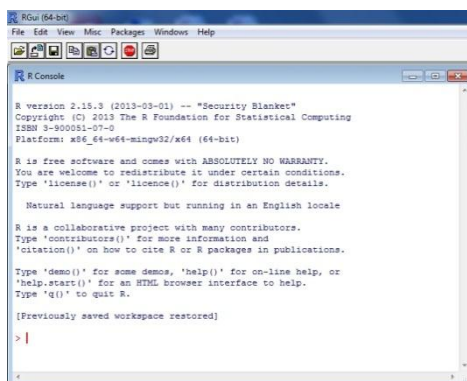 RGui (64-bit)
File Edit View Misc Packages Windows Help
R Console
R version 2.15.3 (2013-03-01) -- "Security Blanket"
Copyright (C) 2013 The R Foundation for Statistical Computing
ISBN 3-900051-07-0
Platform: x86_64-w64-mingw32/x64 (64-bit)
R is free software and comes with ABSOLUTELY NO WARRANTY.
You are welcome to redistribute it under certain conditions.
Type 'license()' or 'licence()' for distribution details.
Natural language support but running in an English locale
R is a collaborative project with many contributors.
Type 'contributors()' for more information and
'citation()' on how to cite R or R packages in publications.
Type 'demo()' for some demos, 'help()' for on-line help, or
'help.start()' for an HTML browser interface to help.
Type 'q()' to quit R.
[Previously saved workspace restored]
>